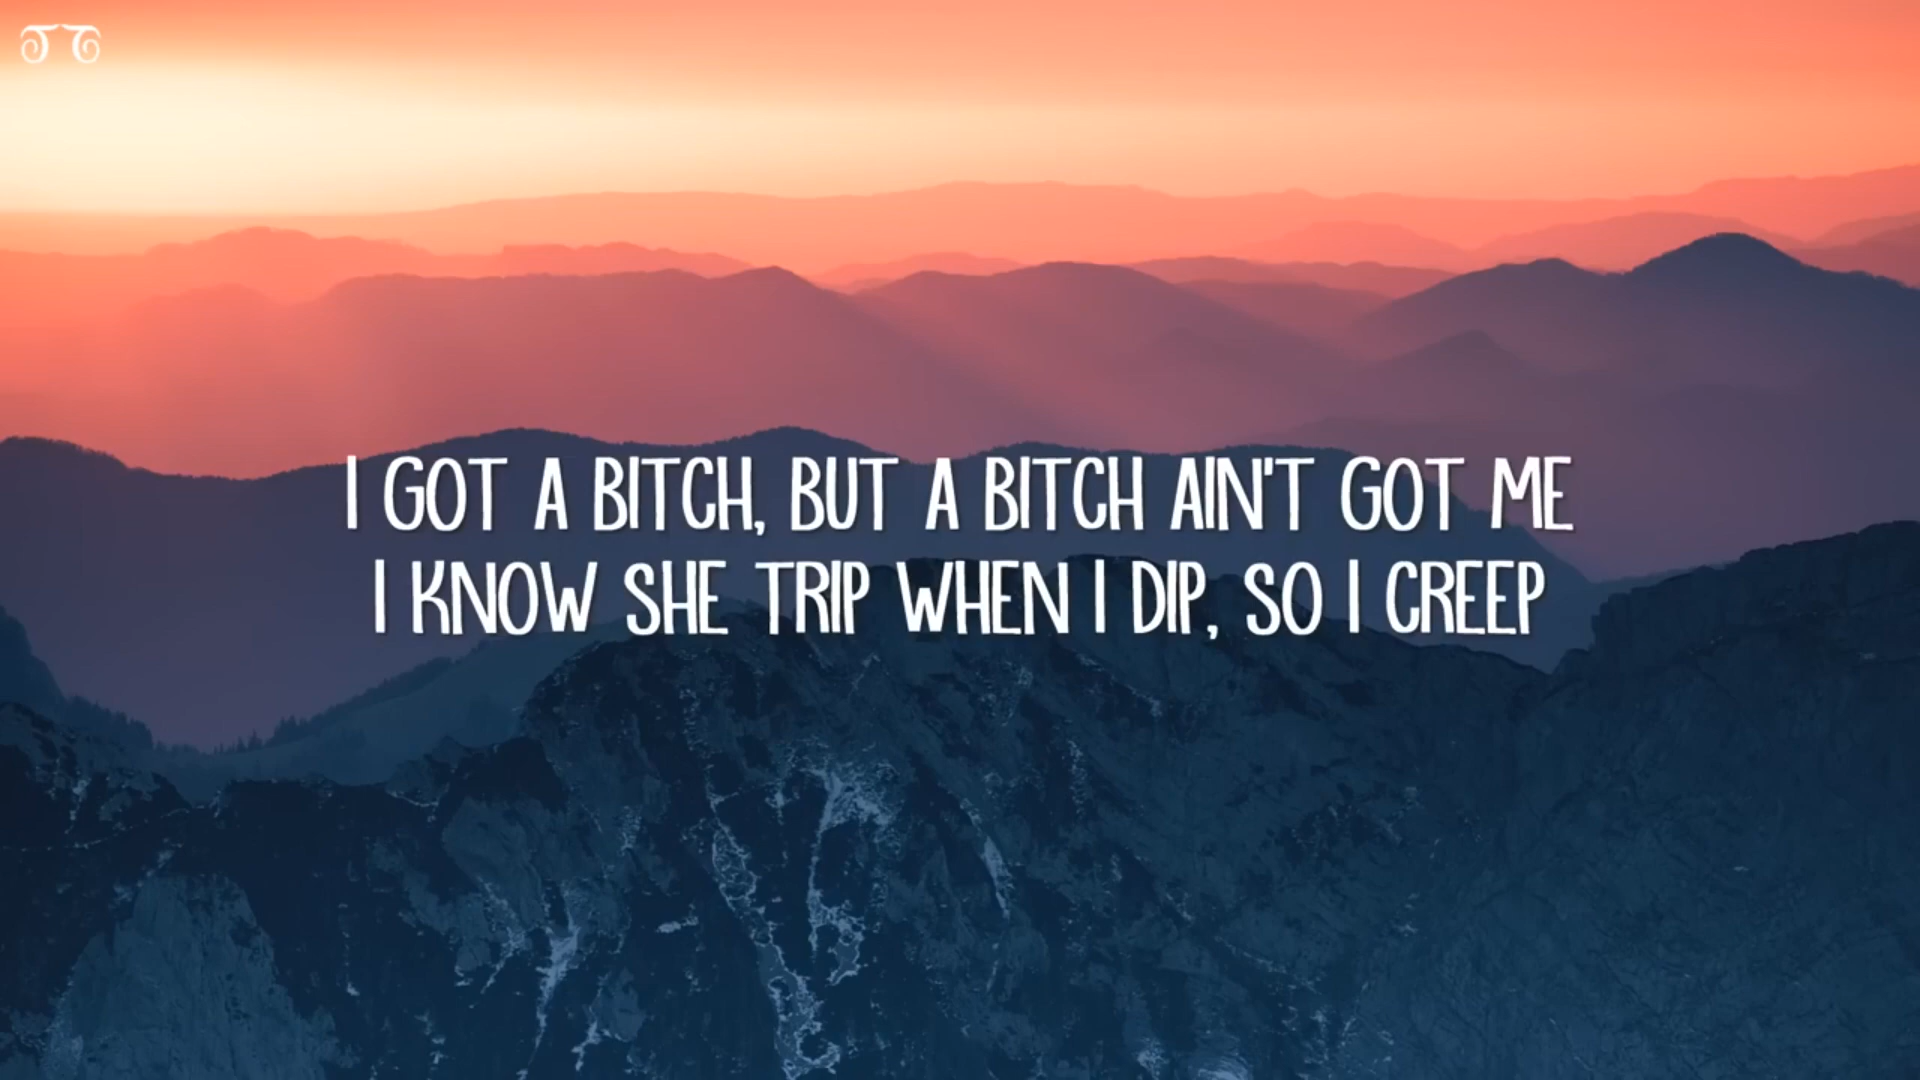 I GOT A BITCH, BUT A BITCH AIN'T GOT ME
I KNOW SHE TRIP WHEN I DIP, SO I CREEP